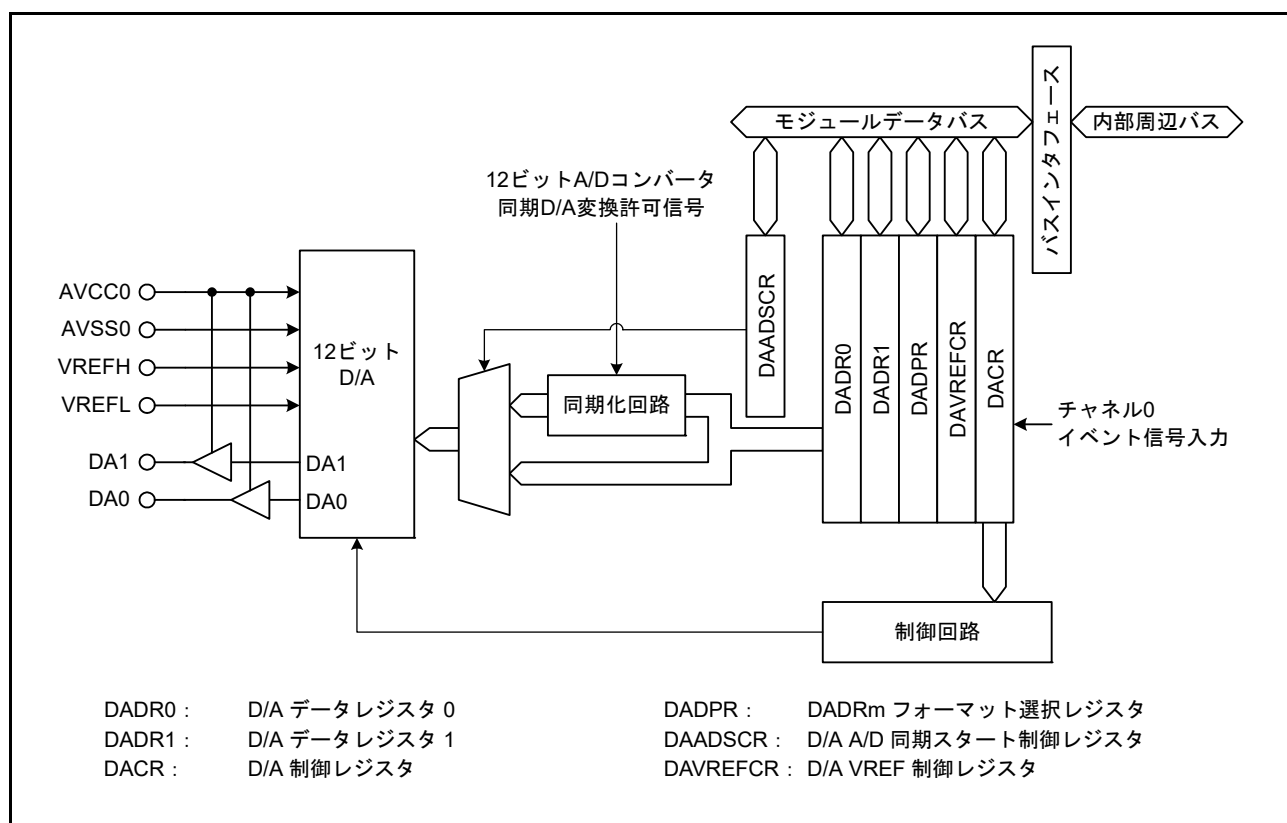 モジュールデータバス
バスインタフェース
内部周辺バス
12ビットA/Dコンバータ
同期D/A変換許可信号
AVCC0
AVSS0
VREFH
VREFL
DA1
DA0
12ビット
D/A
DA1
DA0
同期化回路
DAADSCR
DADR0
DADR1
DADPR
DAVREFCR
DACR
チャネル0
イベント信号入力
制御回路
DADR0： D/A データレジスタ 0
DADR1： D/A データレジスタ 1
DACR： D/A 制御レジスタ
DADPR： DADRm フォーマット選択レジスタ
DAADSCR： D/A A/D 同期スタート制御レジスタ
DAVREFCR： D/A VREF 制御レジスタ